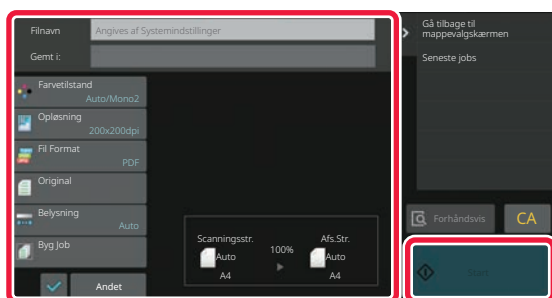 Filnavn
Angives af Systemindstillinger
Gemt i:
Farvetilstand
Auto/Mono2
Opløsning
200x200dpi
Fil Format
PDF
Original
Belysning
Auto
Byg Job
Andet
Scanningsstr.
Auto
A4
100%
Afs.Str.
Auto
A4
Gå tilbage til
mappevalgskærmen
Seneste jobs
Forhåndsvis
CA
Start